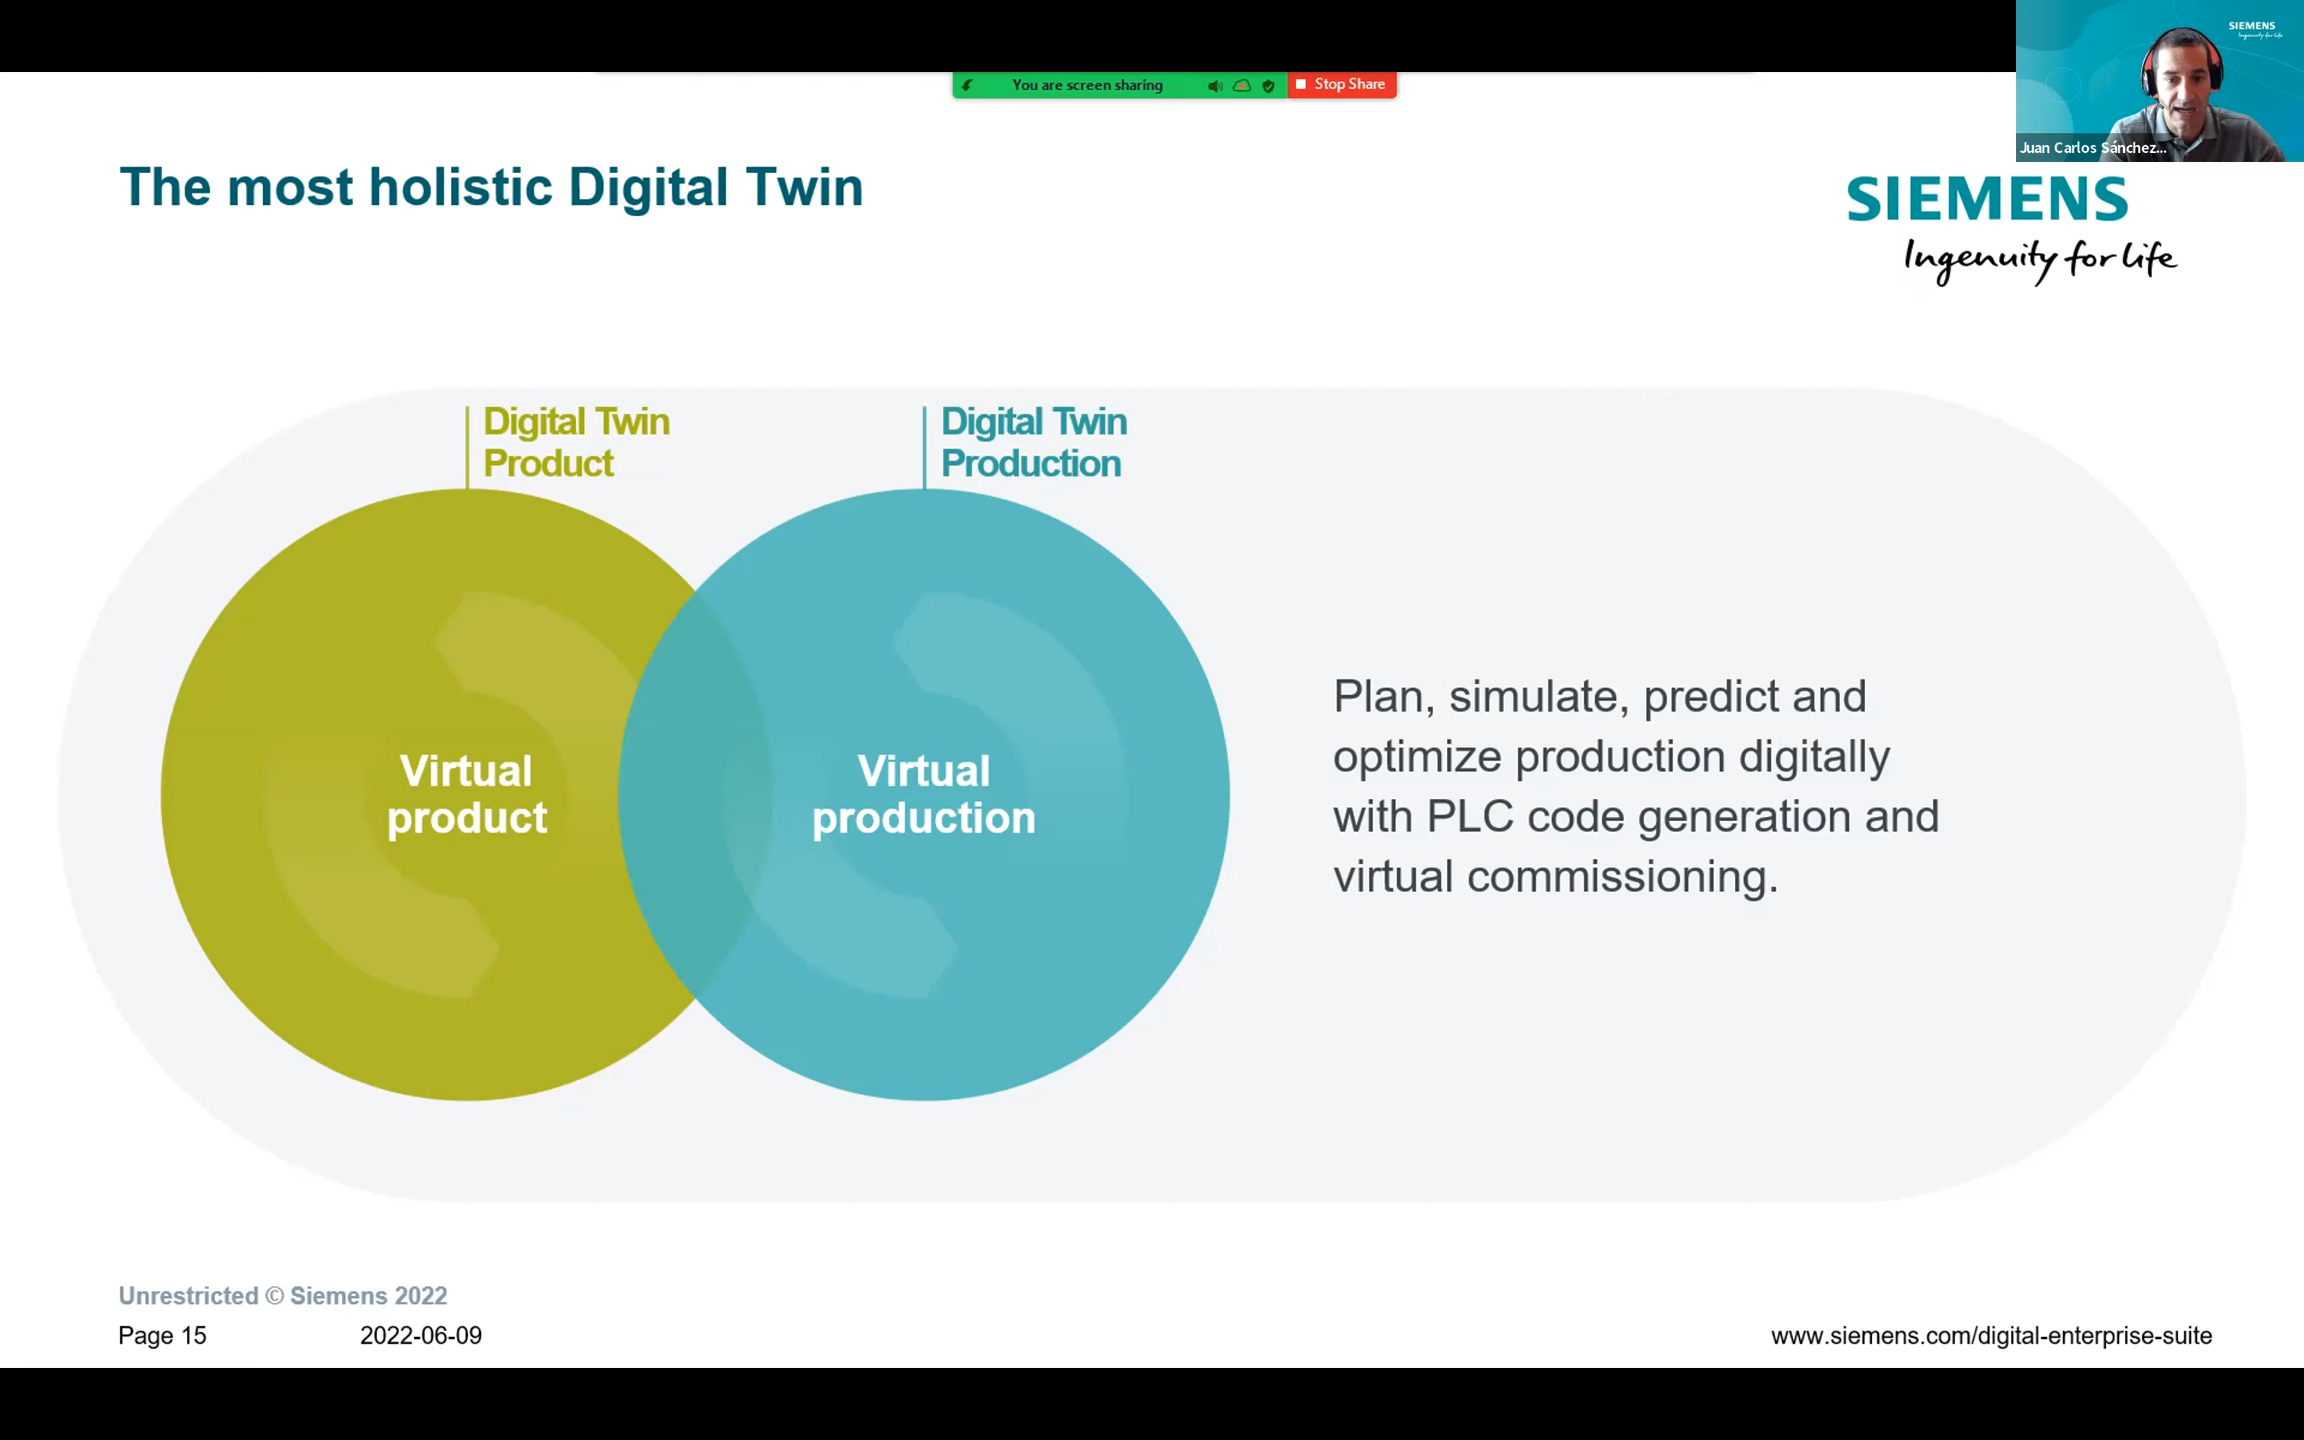 SIEMENS
Ingenuity for life
You are screen sharing
Stop Share
Juan Carlos Sánchez...
The most holistic Digital Twin
SIEMENS
Ingenuity for life
Digital Twin
Product
Digital Twin
Production
Virtual
product
Virtual
production
Plan, simulate, predict and
optimize production digitally
with PLC code generation and
virtual commissioning.
Unrestricted © Siemens 2022
Page 15
2022-06-09
www.siemens.com/digital-enterprise-suite